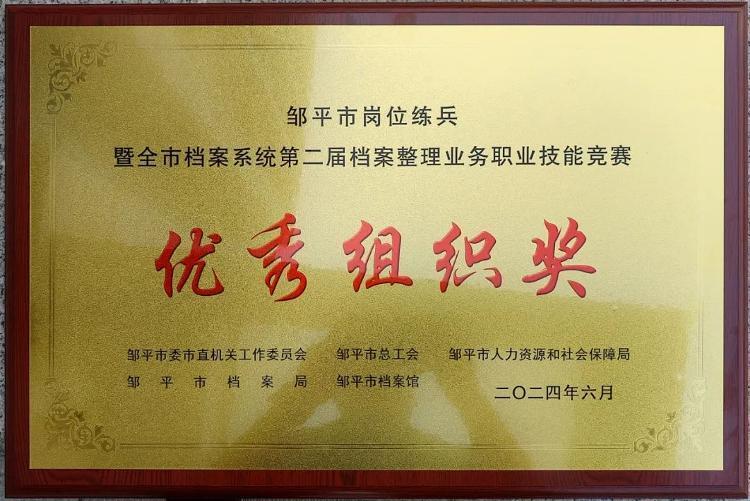 邹平市岗位练兵
暨全市档案系统第二届档案整理业务职业技能竞赛
优秀组织奖
邹平市委市直机关工作委员会 邹平市总工会 邹平市人力资源和社会保障局
邹平市档案局 邹平市档案馆
二〇二四年六月